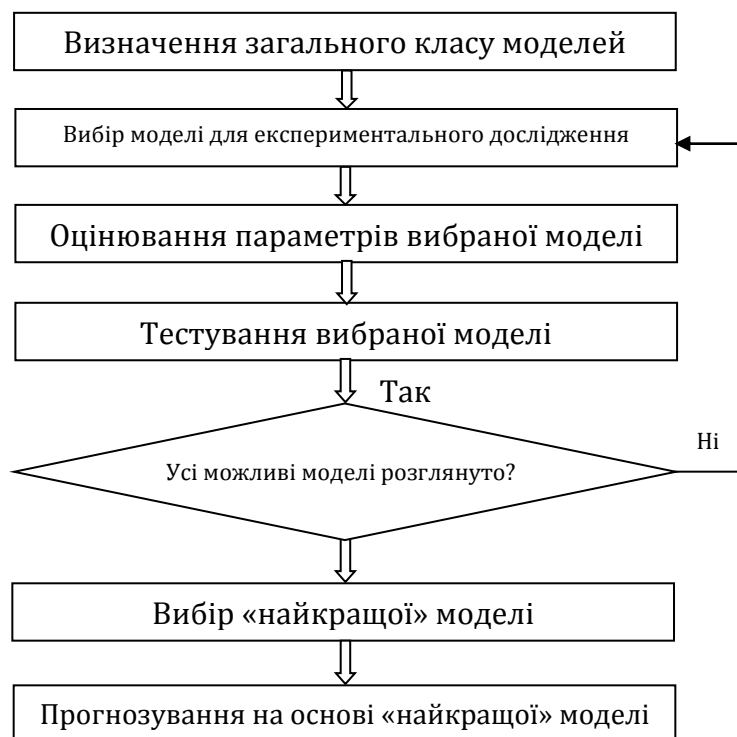 Визначення загального класу моделей
Вибір моделі для експериментального дослідження
Оцінювання параметрів вибраної моделі
Тестування вибраної моделі
Так
Ні
Усі можливі моделі розглянуто?
Вибір «найкращої» моделі
Прогнозування на основі «найкращої» моделі